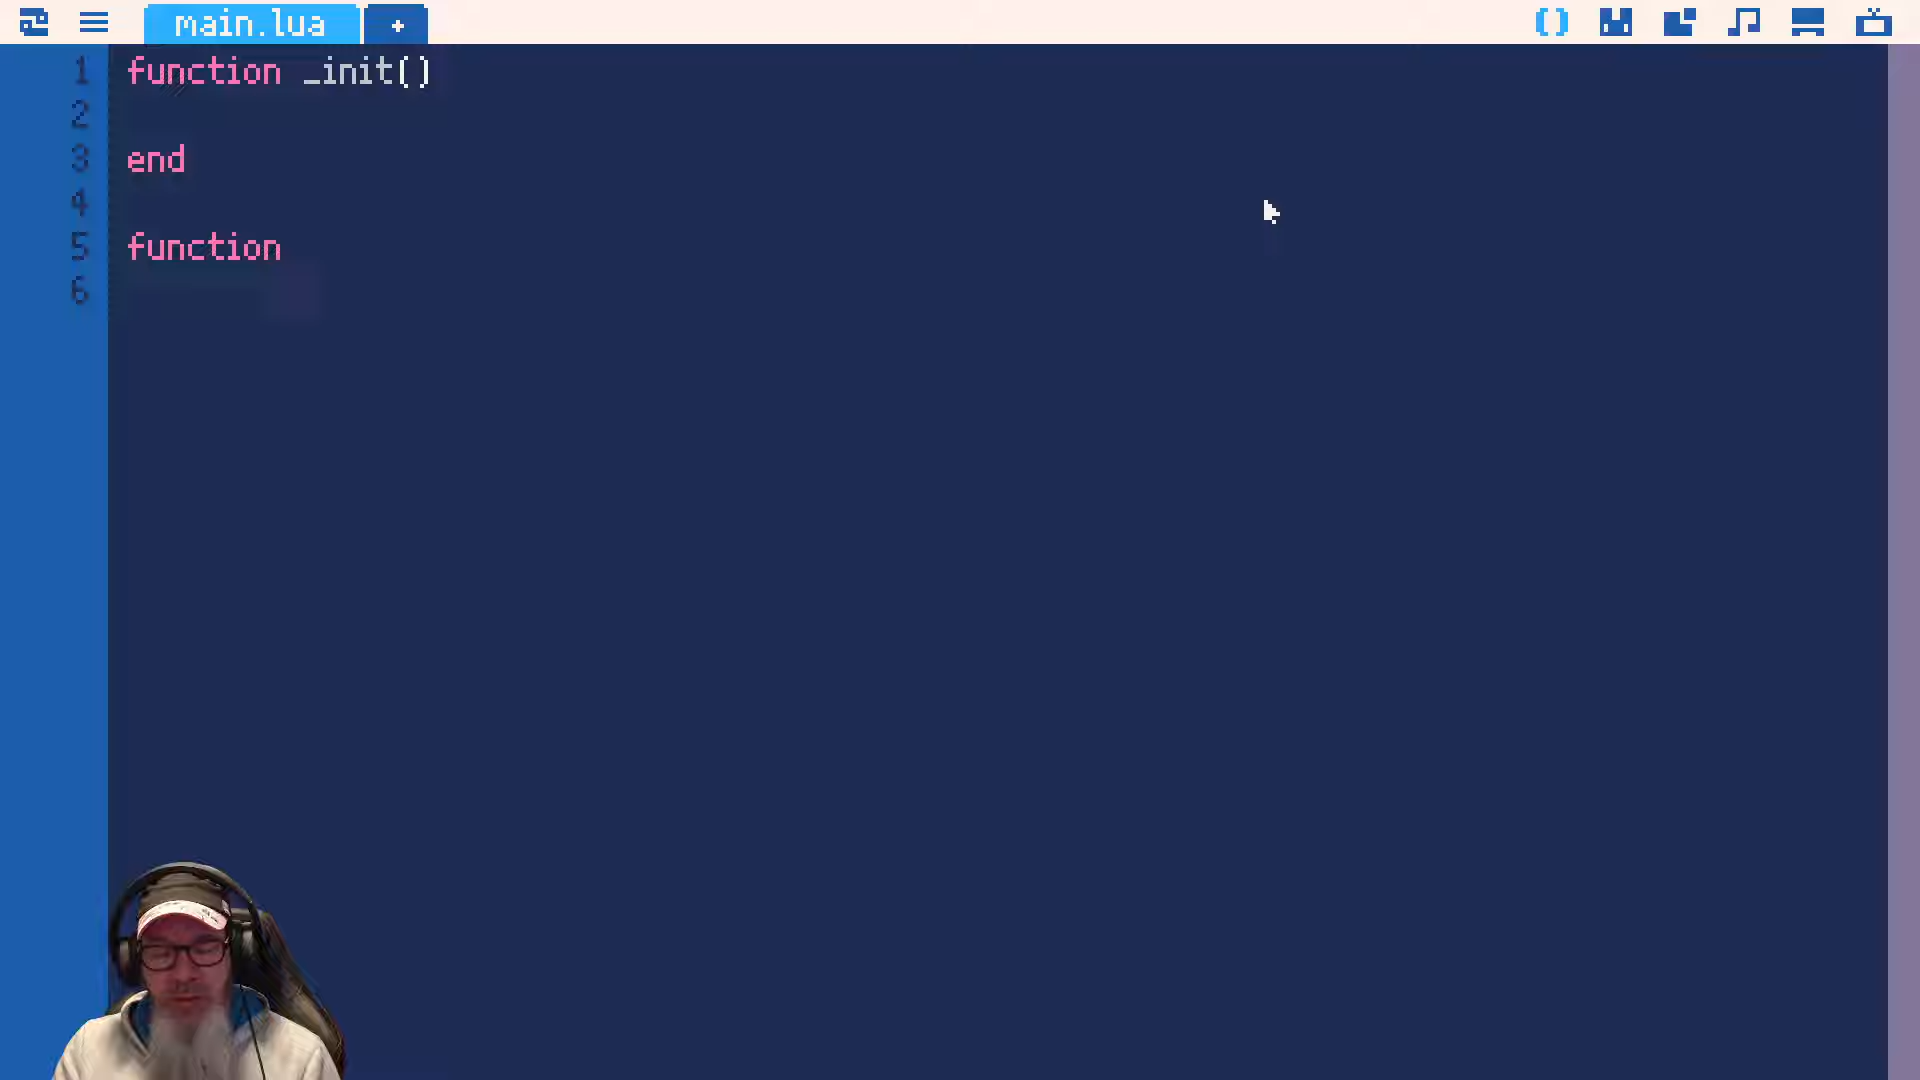 main.lua +
1 function _init()
2
3 end
4
5 function
6